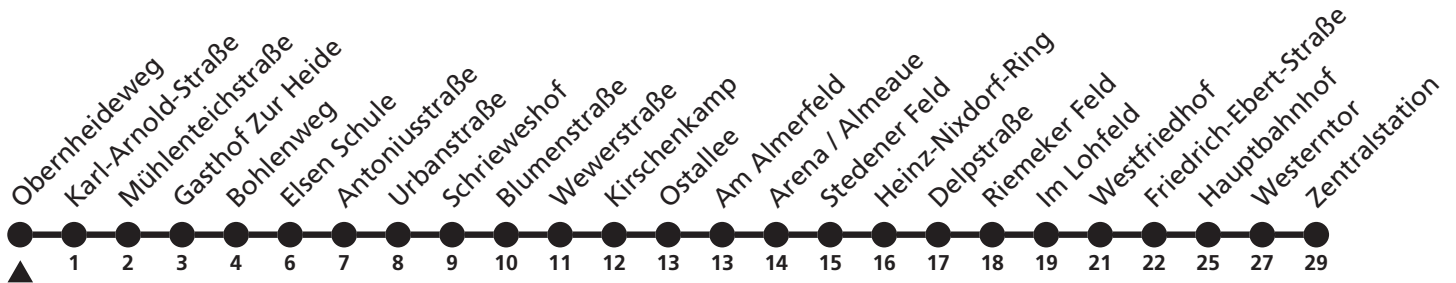 Obernheideweg
Karl-Arnold-Straße
Mühlenteichstraße
Gasthof Zur Heide
Bohlenweg
Elsen Schule
Antoniusstraße
Urbanstraße
Schrieweshof
Blumenstraße
Wewerstraße
Kirschenkamp
Ostallee
Am Almerfeld
Arena / Almeaue
Stedener Feld
Heinz-Nixdorf-Ring
Delpstraße
Riemeker Feld
Im Lohfeld
Westfriedhof
Friedrich-Ebert-Straße
Hauptbahnhof
Westerntor
Zentralstation
1 2 3 4 6 7 8 9 10 11 12 13 13 14 15 16 17 18 19 21 22 25 27 29